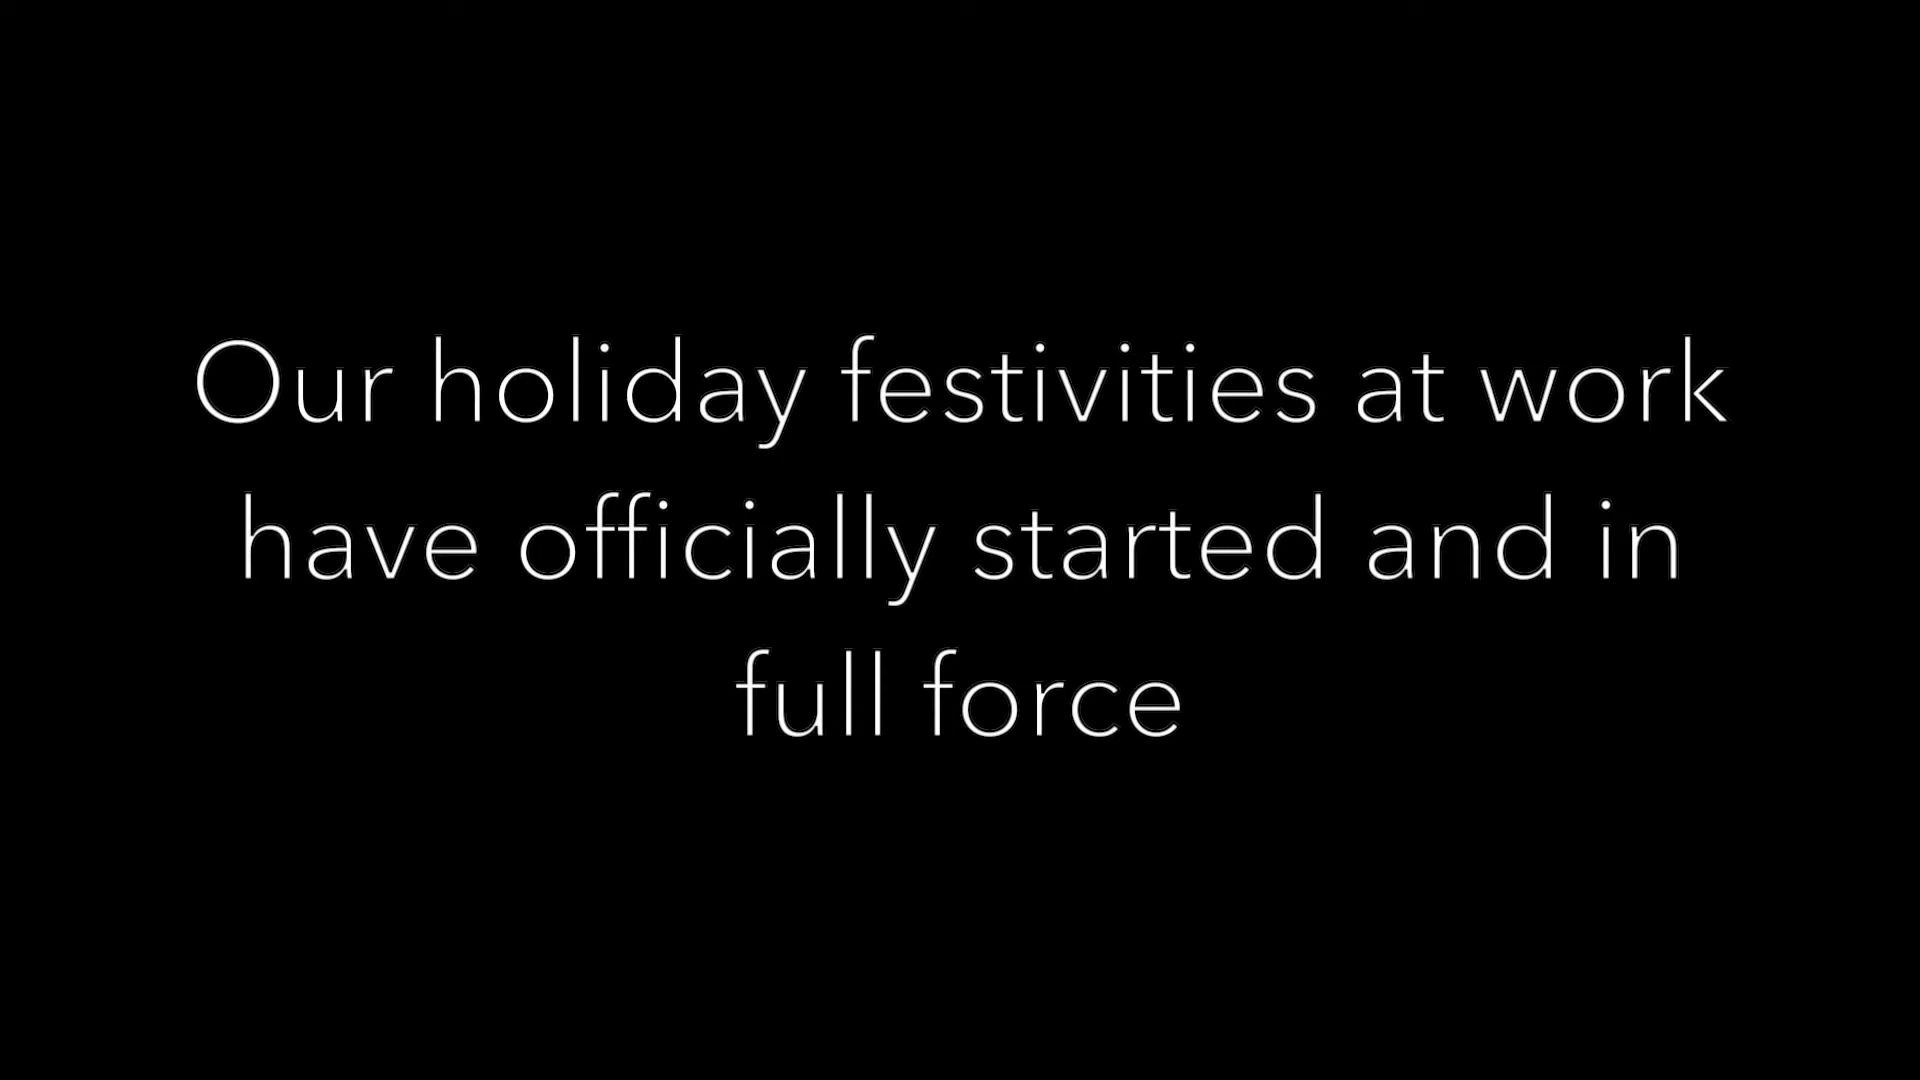 Our holiday festivities at work
have officially started and in
full force